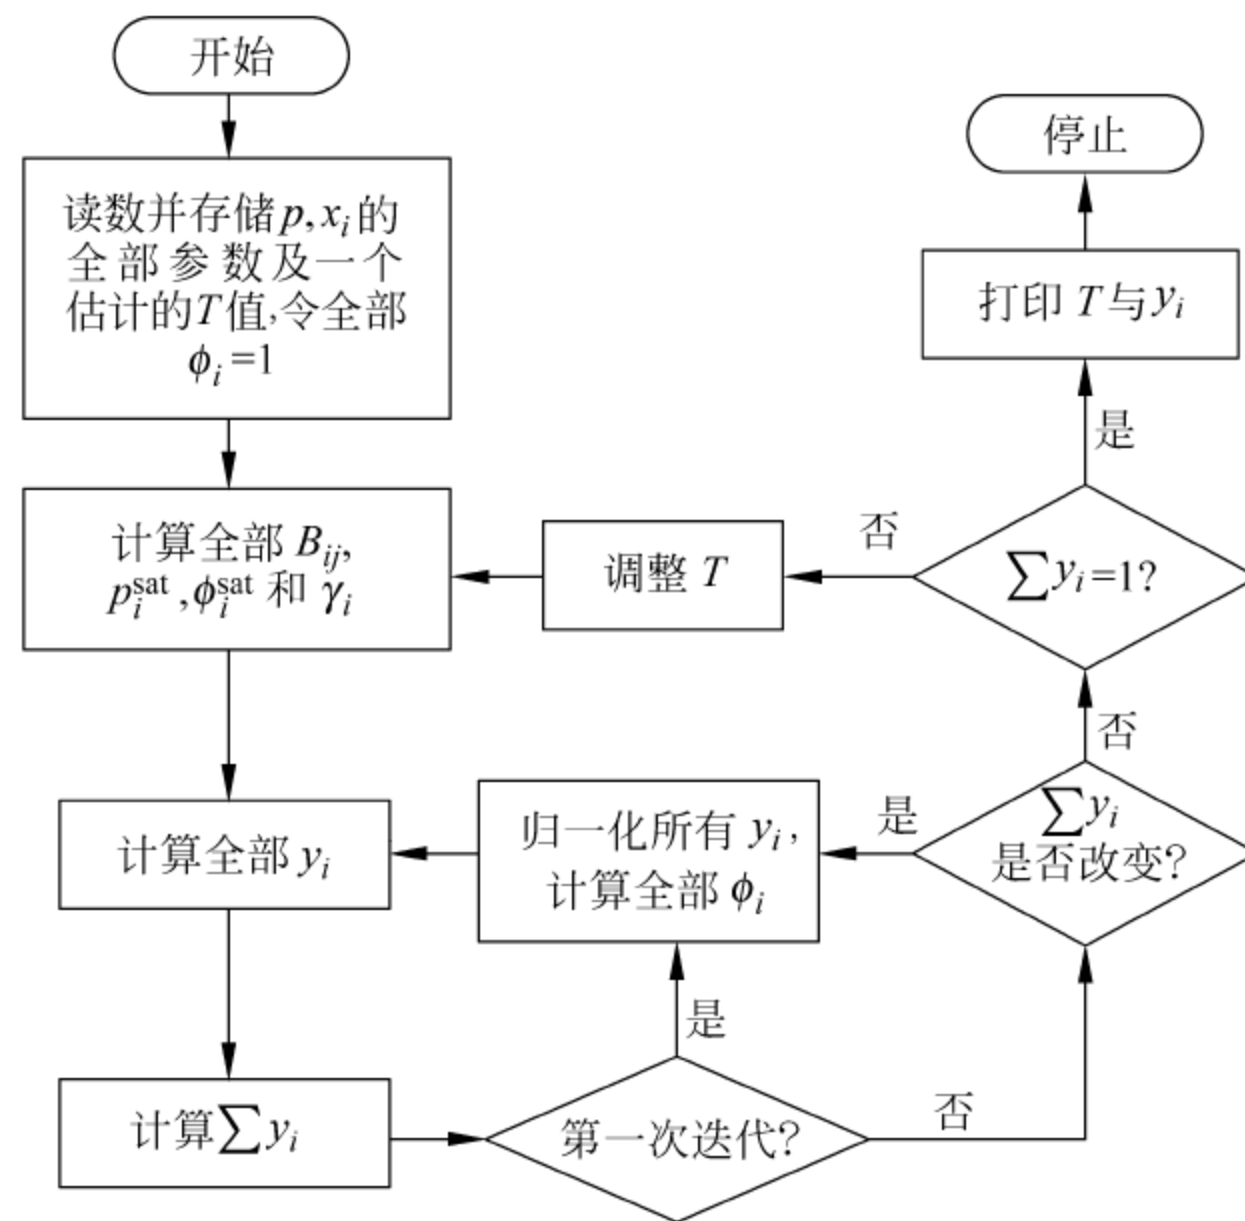 开始
读数并存储p,xᵢ的
全部参数及一个
估计的T值,令全部
ϕᵢ=1
计算全部 Bᵢⱼ,
pᵢˢᵃᵗ,ϕᵢˢᵃᵗ 和 γᵢ
计算全部 yᵢ
计算∑yᵢ
第一次迭代?
是
否
归一化所有 yᵢ,
计算全部 ϕᵢ
∑yᵢ
是否改变?
是
否
∑yᵢ=1?
否
调整 T
是
打印 T与yᵢ
停止